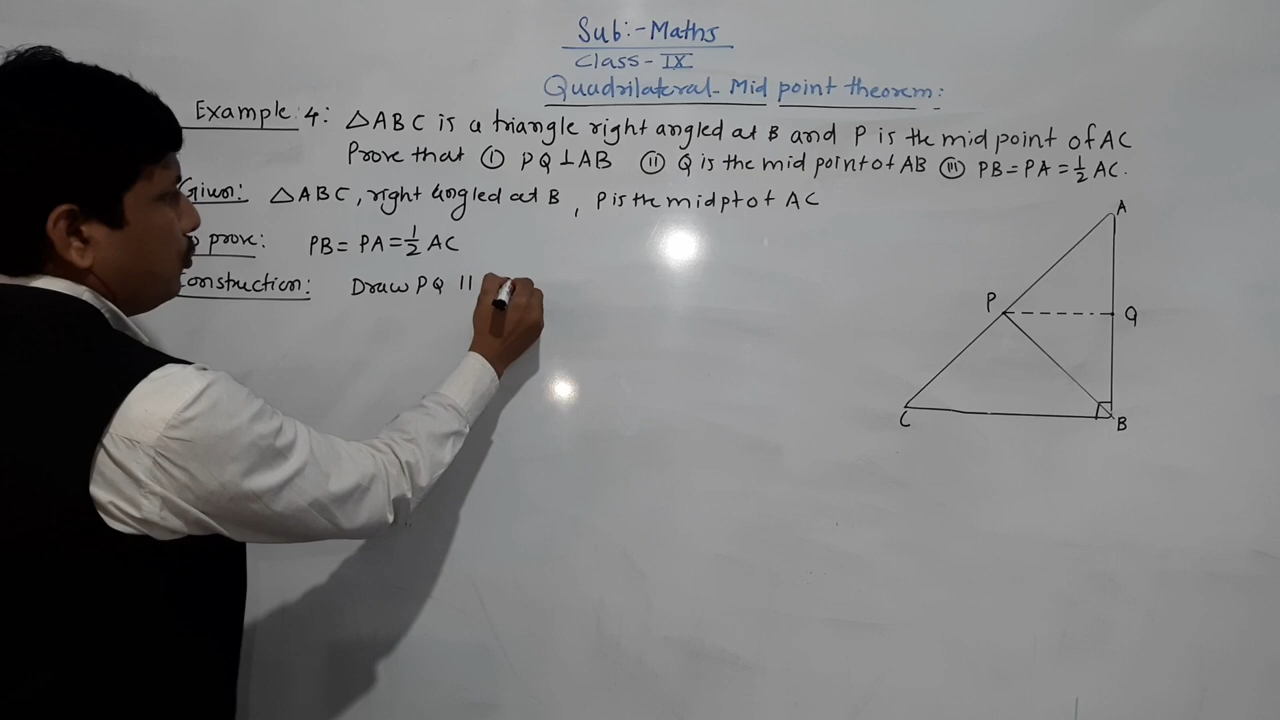 Sub:- Maths
Class - IX
Quadrilateral - Mid point theorem:
Example 4: △ABC is a triangle right angled at B and P is the mid point of AC
Prove that (i) PQ ⊥ AB (ii) Q is the mid point of AB (iii) PB = PA = 1/2 AC.
Given: △ABC, right angled at B, P is the mid pt of AC
prove: PB = PA = 1/2 AC
Construction: Draw PQ ||
A
P
Q
C
B